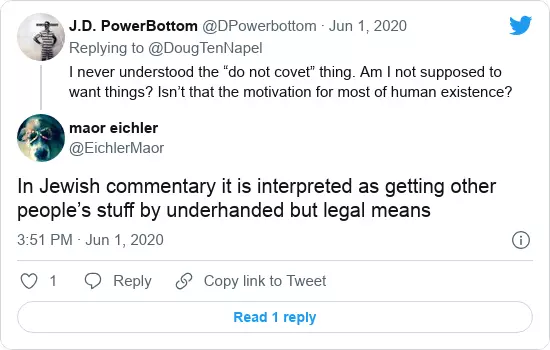 J.D. PowerBottom @DPowerbottom · Jun 1, 2020
Replying to @DougTenNapel
I never understood the “do not covet” thing. Am I not supposed to
want things? Isn’t that the motivation for most of human existence?
maor eichler
@EichlerMaor
In Jewish commentary it is interpreted as getting other
people’s stuff by underhanded but legal means
3:51 PM · Jun 1, 2020
1 Reply Copy link to Tweet
Read 1 reply